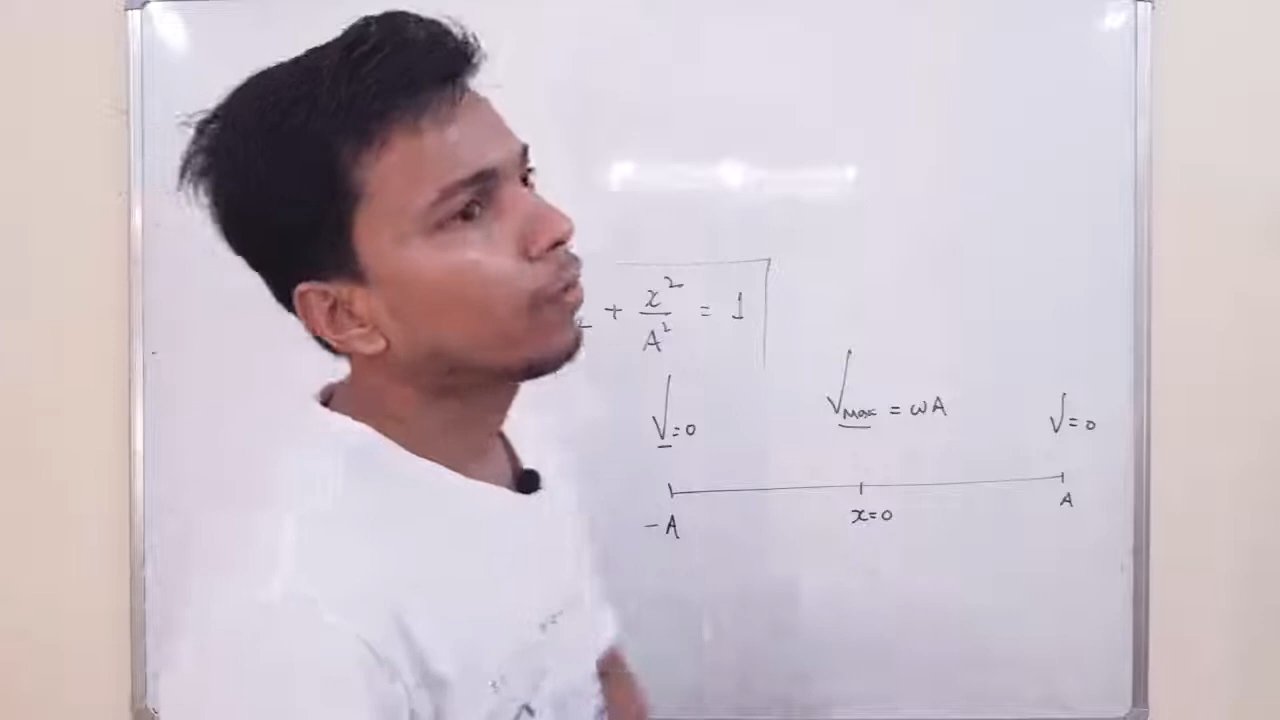 + x²/A² = 1
V=0 Vmax = ωA V=0
-A x=0 A